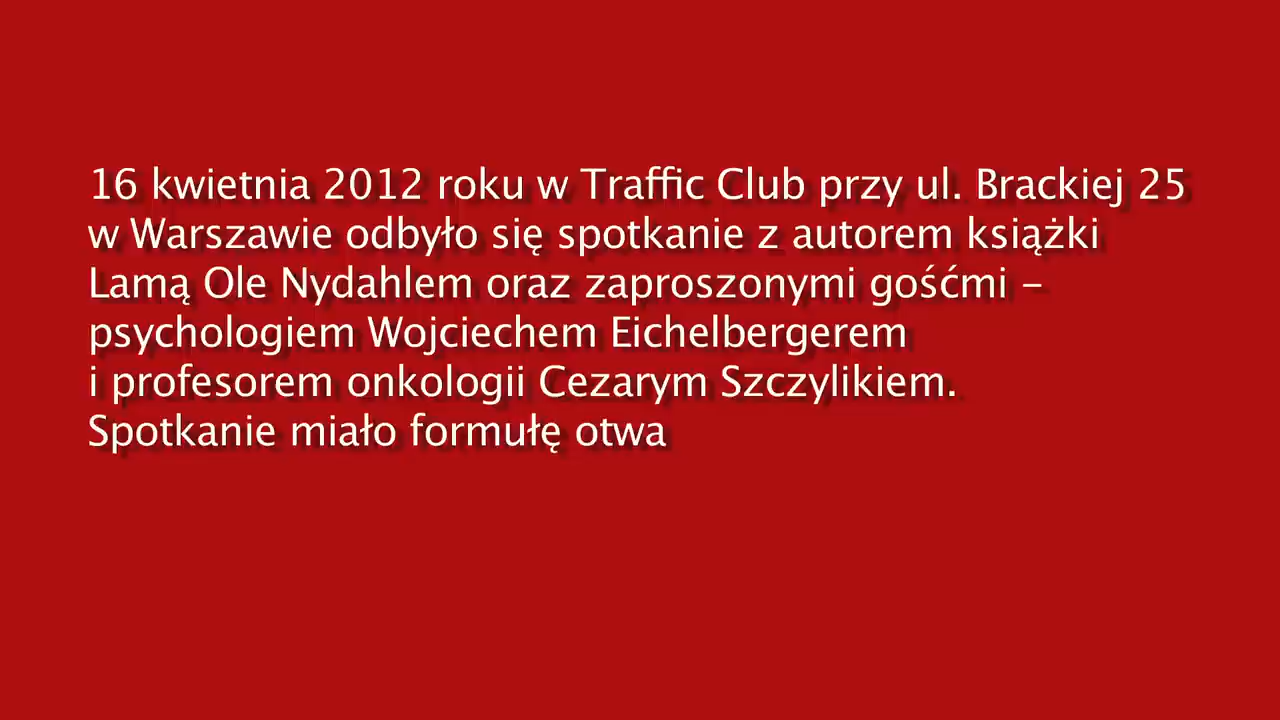 16 kwietnia 2012 roku w Traffic Club przy ul. Brackiej 25
w Warszawie odbyło się spotkanie z autorem książki
Lamą Ole Nydahlem oraz zaproszonymi gośćmi –
psychologiem Wojciechem Eichelbergerem
i profesorem onkologii Cezarym Szczylikiem.
Spotkanie miało formułę otwa